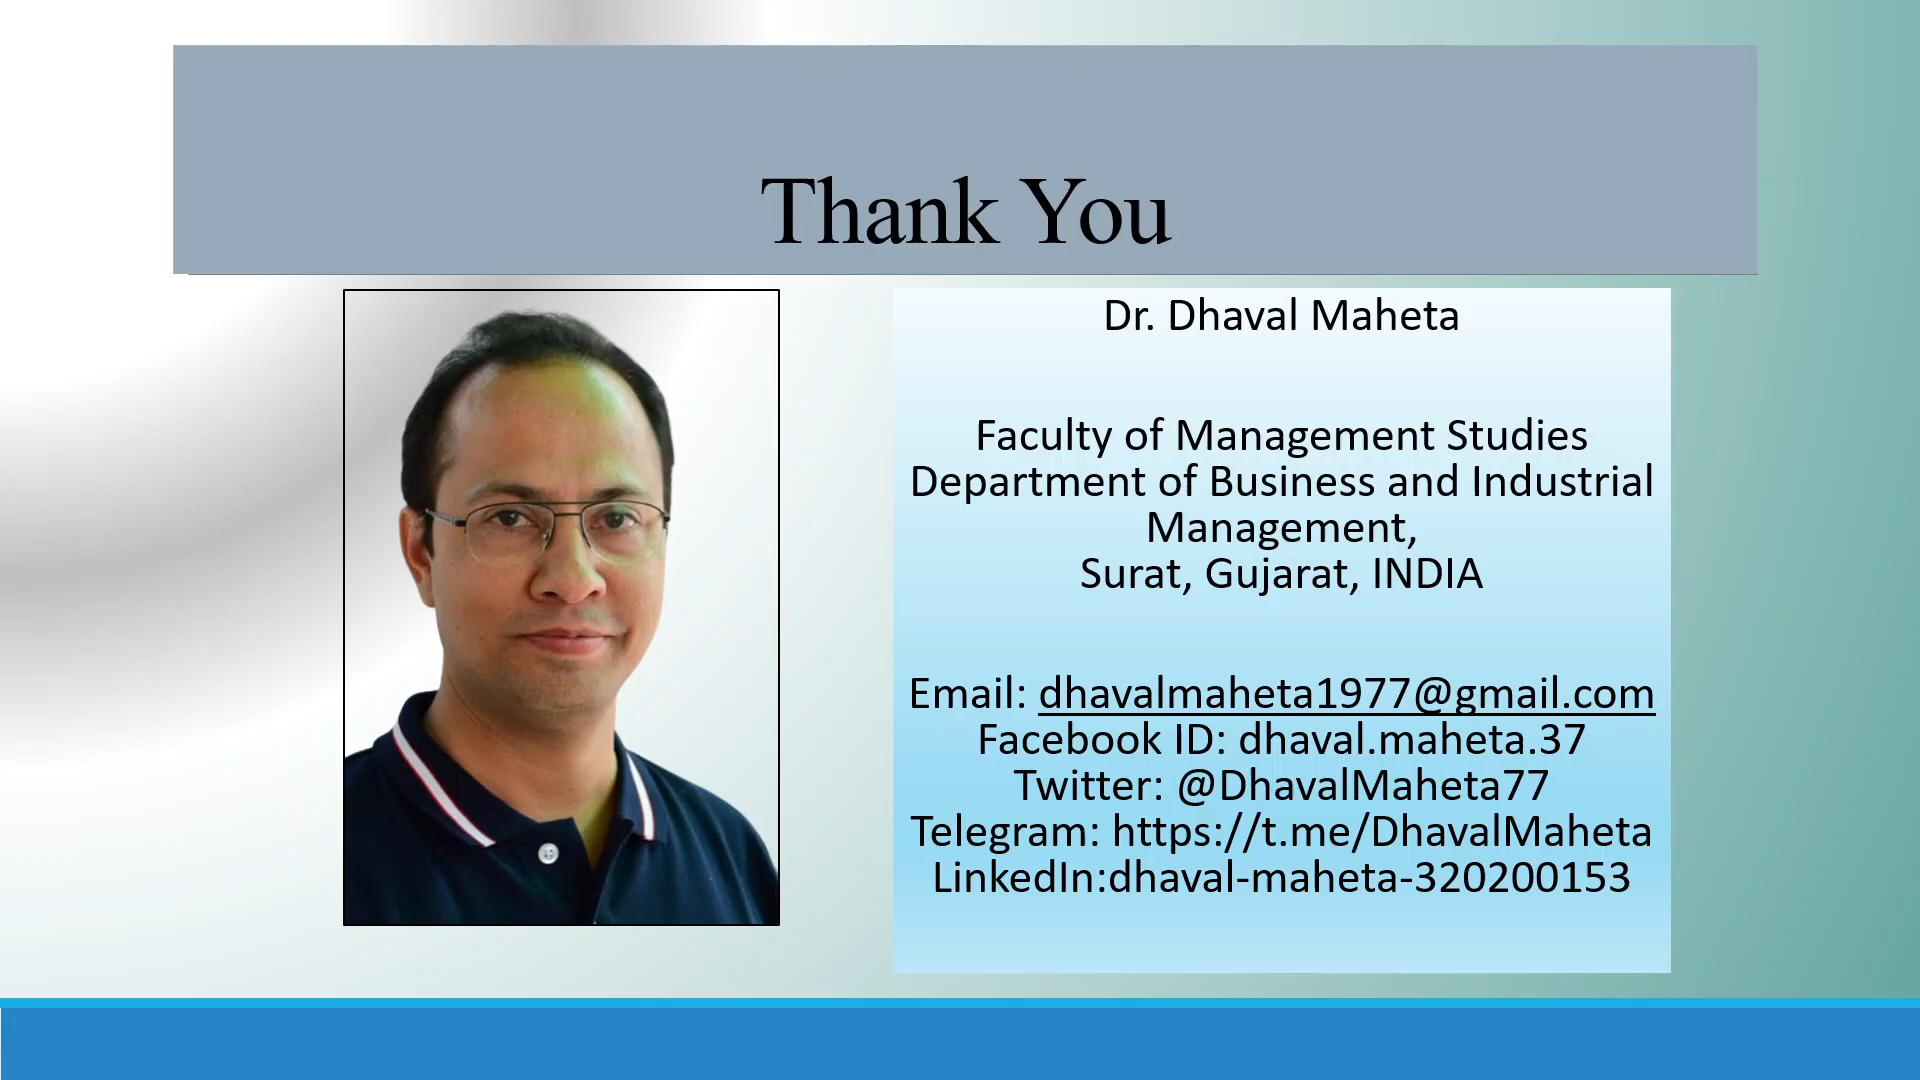 Thank You
Dr. Dhaval Maheta
Faculty of Management Studies
Department of Business and Industrial
Management,
Surat, Gujarat, INDIA
Email: dhavalmaheta1977@gmail.com
Facebook ID: dhaval.maheta.37
Twitter: @DhavalMaheta77
Telegram: https://t.me/DhavalMaheta
LinkedIn:dhaval-maheta-320200153